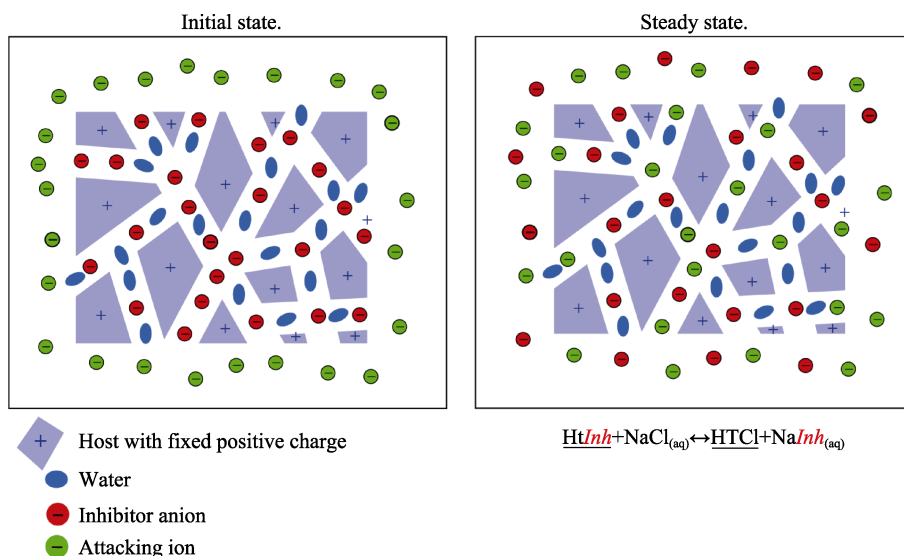 Initial state.
Steady state.
Host with fixed positive charge
Water
Inhibitor anion
Attacking ion
HtInh+NaCl(aq)↔HTCl+NaInh(aq)